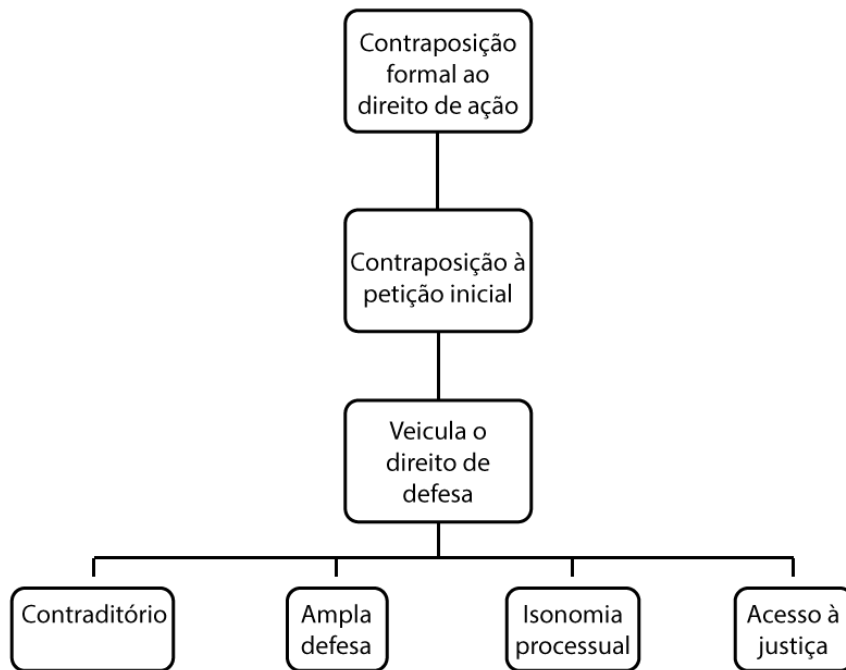 Contraposição
formal ao
direito de ação
Contraposição à
petição inicial
Veicula o
direito de
defesa
Contraditório
Ampla
defesa
Isonomia
processual
Acesso à
justiça